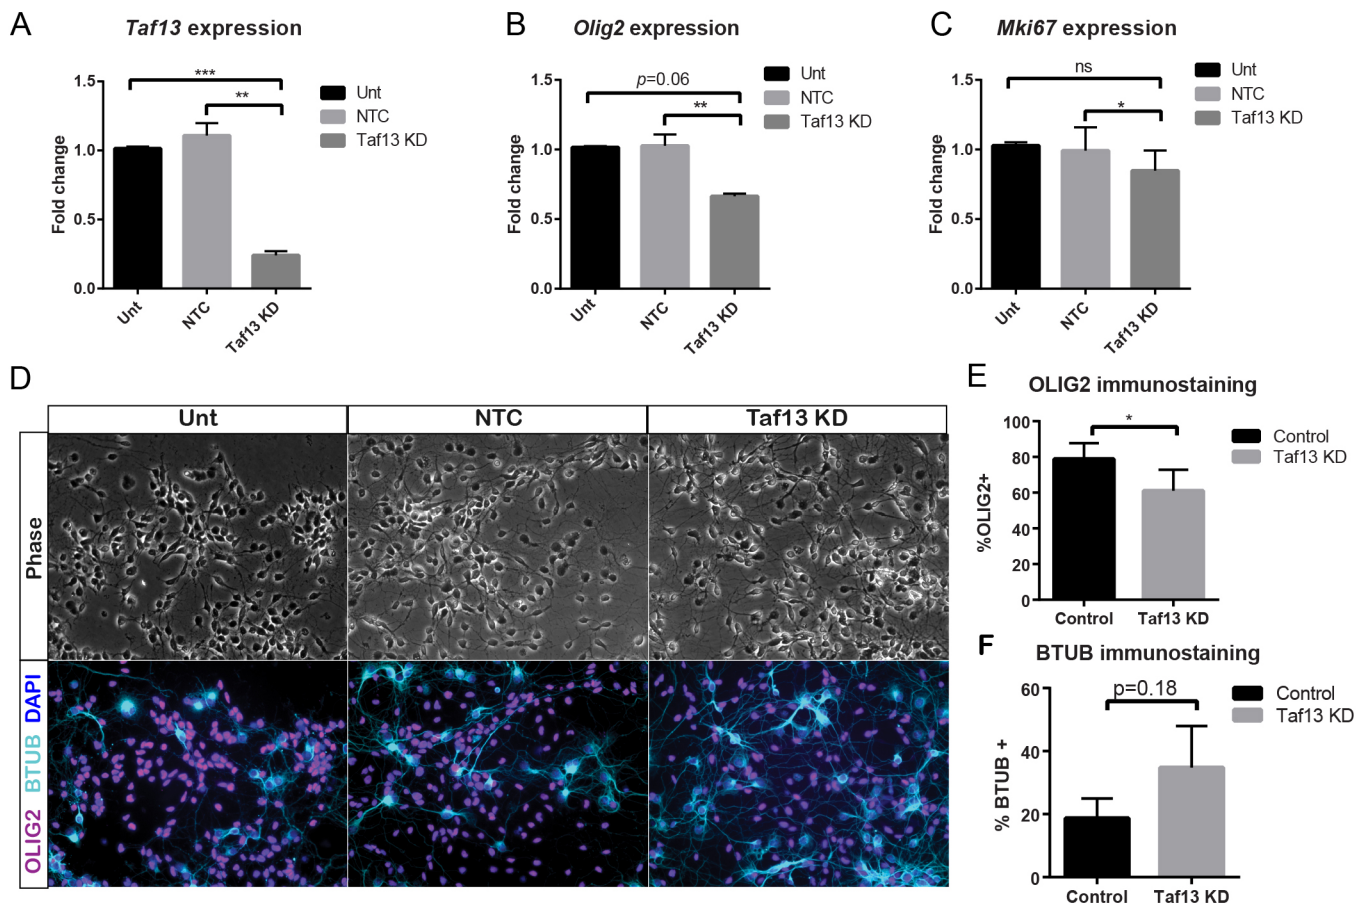 A
Taf13 expression
1.5
1.0
0.5
0.0
Fold change
***
**
Unt
NTC
Taf13 KD
Unt
NTC
Taf13 KD
B
Olig2 expression
1.5
1.0
0.5
0.0
Fold change
p=0.06
**
Unt
NTC
Taf13 KD
Unt
NTC
Taf13 KD
C
Mki67 expression
1.5
1.0
0.5
0.0
Fold change
ns
*
Unt
NTC
Taf13 KD
Unt
NTC
Taf13 KD
D
Unt
NTC
Taf13 KD
Phase
OLIG2 BTUB DAPI
E
OLIG2 immunostaining
100
80
60
40
20
0
%OLIG2+
*
Control
Taf13 KD
Control
Taf13 KD
F
BTUB immunostaining
60
40
20
0
% BTUB +
p=0.18
Control
Taf13 KD
Control
Taf13 KD